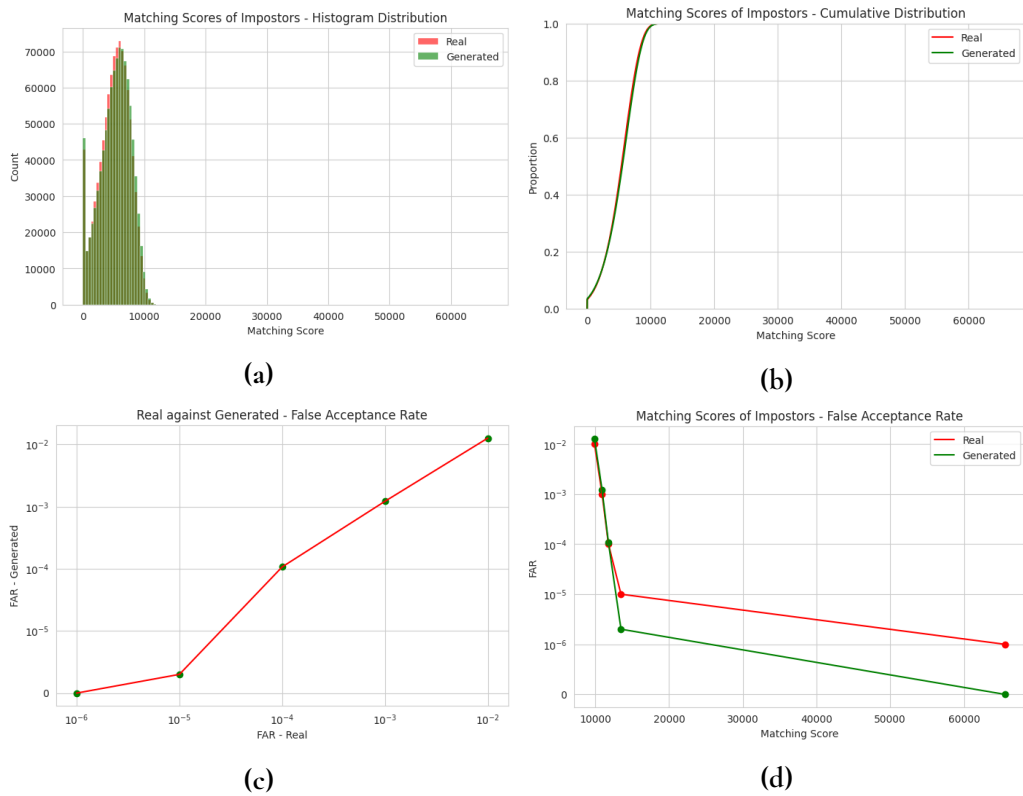 Matching Scores of Impostors - Histogram Distribution
Real
Generated
70000
60000
50000
40000
30000
20000
10000
0
Count
0 10000 20000 30000 40000 50000 60000
Matching Score
(a)
Matching Scores of Impostors - Cumulative Distribution
Real
Generated
1.0
0.8
0.6
0.4
0.2
0.0
Proportion
0 10000 20000 30000 40000 50000 60000
Matching Score
(b)
Real against Generated - False Acceptance Rate
10⁻²
10⁻³
10⁻⁴
10⁻⁵
0
FAR - Generated
10⁻⁶ 10⁻⁵ 10⁻⁴ 10⁻³ 10⁻²
FAR - Real
(c)
Matching Scores of Impostors - False Acceptance Rate
Real
Generated
10⁻²
10⁻³
10⁻⁴
10⁻⁵
10⁻⁶
0
FAR
10000 20000 30000 40000 50000 60000
Matching Score
(d)